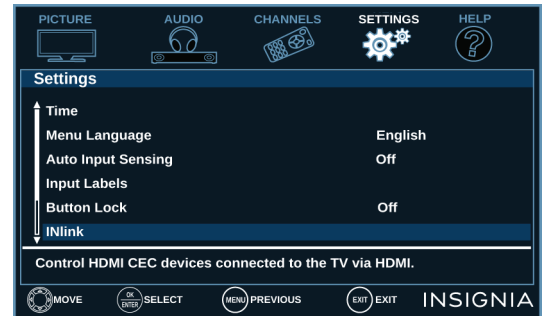 PICTURE AUDIO CHANNELS SETTINGS HELP
Settings
Time
Menu Language English
Auto Input Sensing Off
Input Labels
Button Lock Off
INlink
Control HDMI CEC devices connected to the TV via HDMI.
MOVE OK ENTER SELECT MENU PREVIOUS EXIT EXIT INSIGNIA